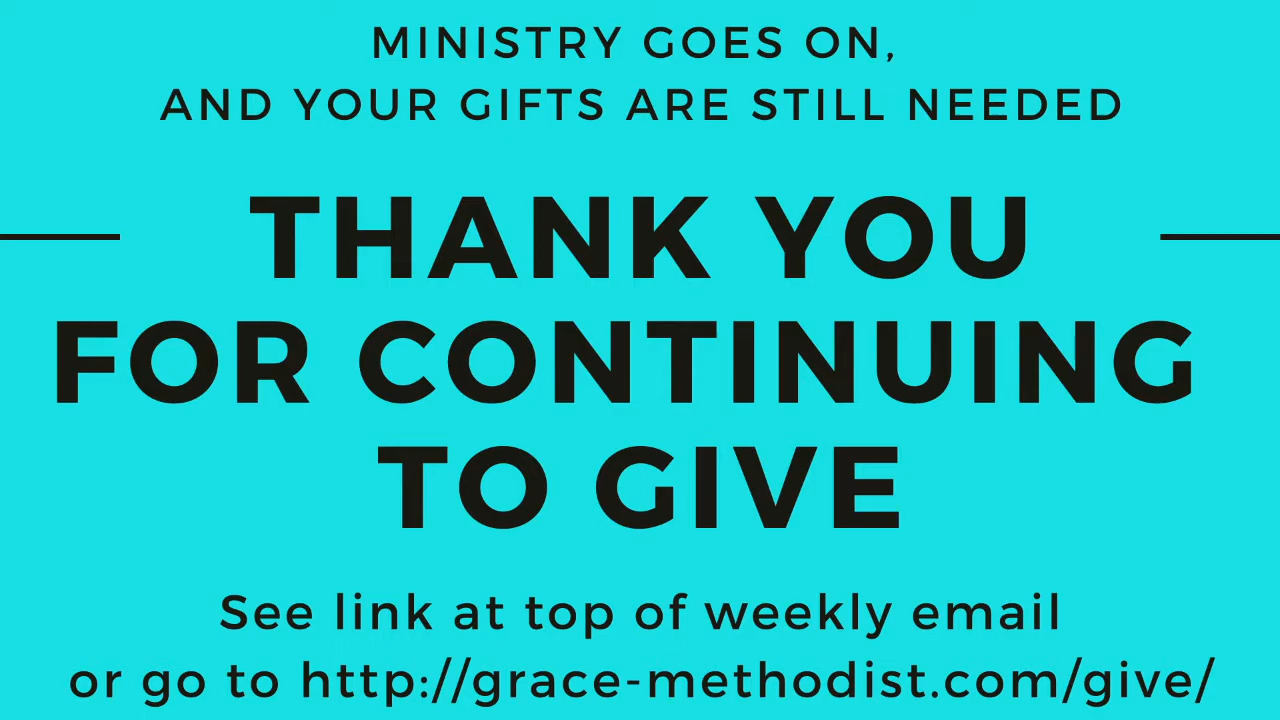 MINISTRY GOES ON,
AND YOUR GIFTS ARE STILL NEEDED
THANK YOU
FOR CONTINUING
TO GIVE
See link at top of weekly email
or go to http://grace-methodist.com/give/